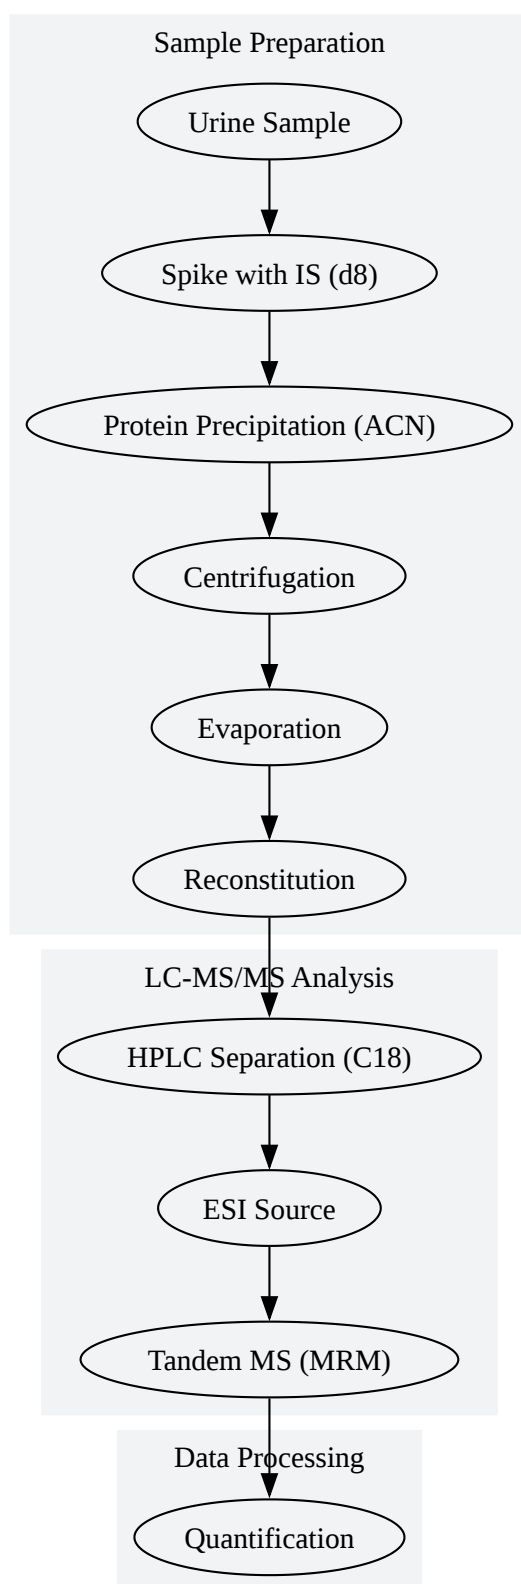 Sample Preparation
Urine Sample
Spike with IS (d8)
Protein Precipitation (ACN)
Centrifugation
Evaporation
Reconstitution
LC-MS/MS Analysis
HPLC Separation (C18)
ESI Source
Tandem MS (MRM)
Data Processing
Quantification